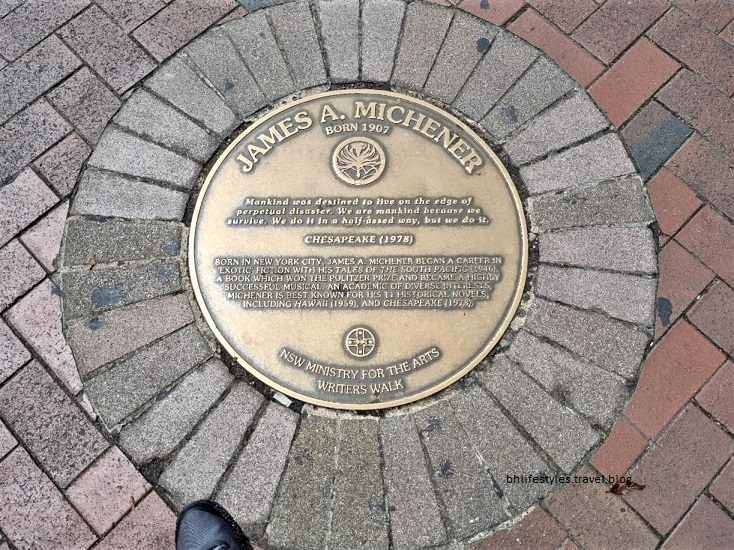 JAMES A. MICHENER
BORN 1907
Mankind was destined to live on the edge of
perpetual disaster. We are mankind because we
survive. We do it in a half-assed way, but we do it.
CHESAPEAKE (1978)
BORN IN NEW YORK CITY, JAMES A. MICHENER BEGAN A CAREER IN
'EXOTIC' FICTION WITH HIS TALES OF THE SOUTH PACIFIC (1946),
A BOOK WHICH WON THE PULITZER PRIZE AND BECAME A HIGHLY
SUCCESSFUL MUSICAL. AN ACADEMIC OF DIVERSE INTERESTS,
MICHENER IS BEST KNOWN FOR HIS 11 HISTORICAL NOVELS,
INCLUDING HAWAII (1959), AND CHESAPEAKE (1978).
NSW MINISTRY FOR THE ARTS
WRITERS WALK
bhlifestyles.travel.blog